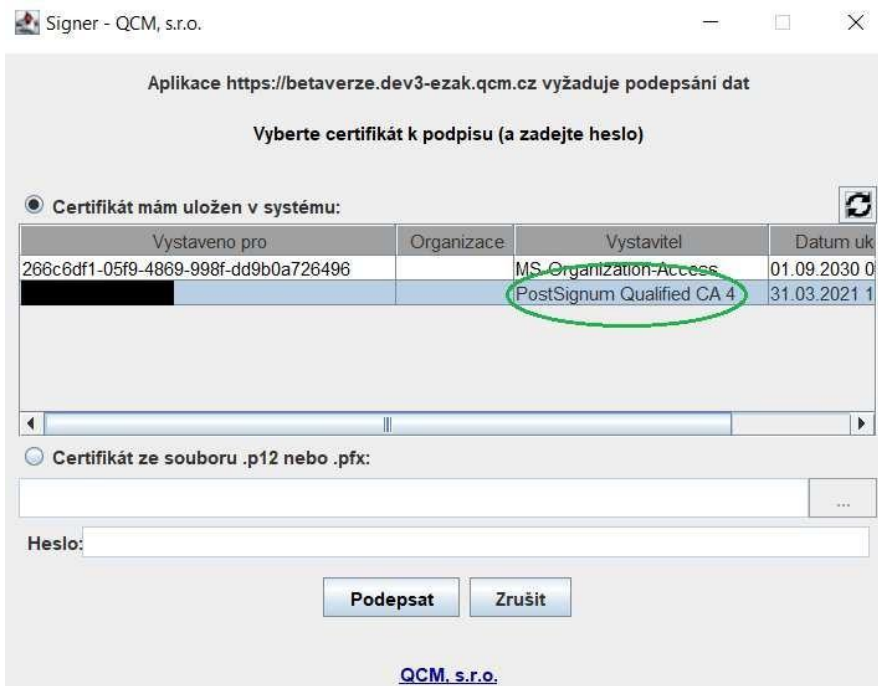 Signer - QCM, s.r.o.
Aplikace https://betaverze.dev3-ezak.qcm.cz vyžaduje podepsání dat
Vyberte certifikát k podpisu (a zadejte heslo)
Certifikát mám uložen v systému:
Vystaveno pro Organizace Vystavitel Datum uk
266c6df1-05f9-4869-998f-dd9b0a726496 MS-Organization-Access 01.09.2030 0
PostSignum Qualified CA 4 31.03.2021 1
Certifikát ze souboru .p12 nebo .pfx:
...
Heslo:
Podepsat Zrušit
QCM, s.r.o.